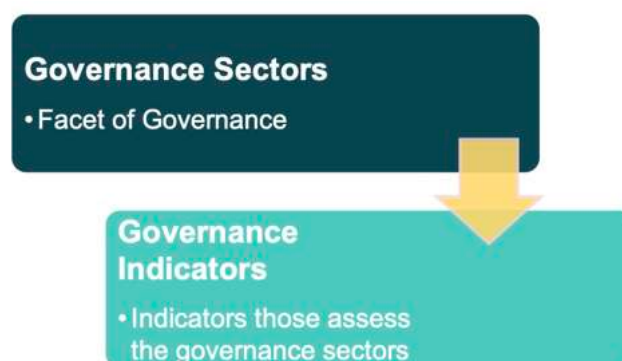 Governance Sectors
• Facet of Governance
Governance
Indicators
• Indicators those assess
the governance sectors